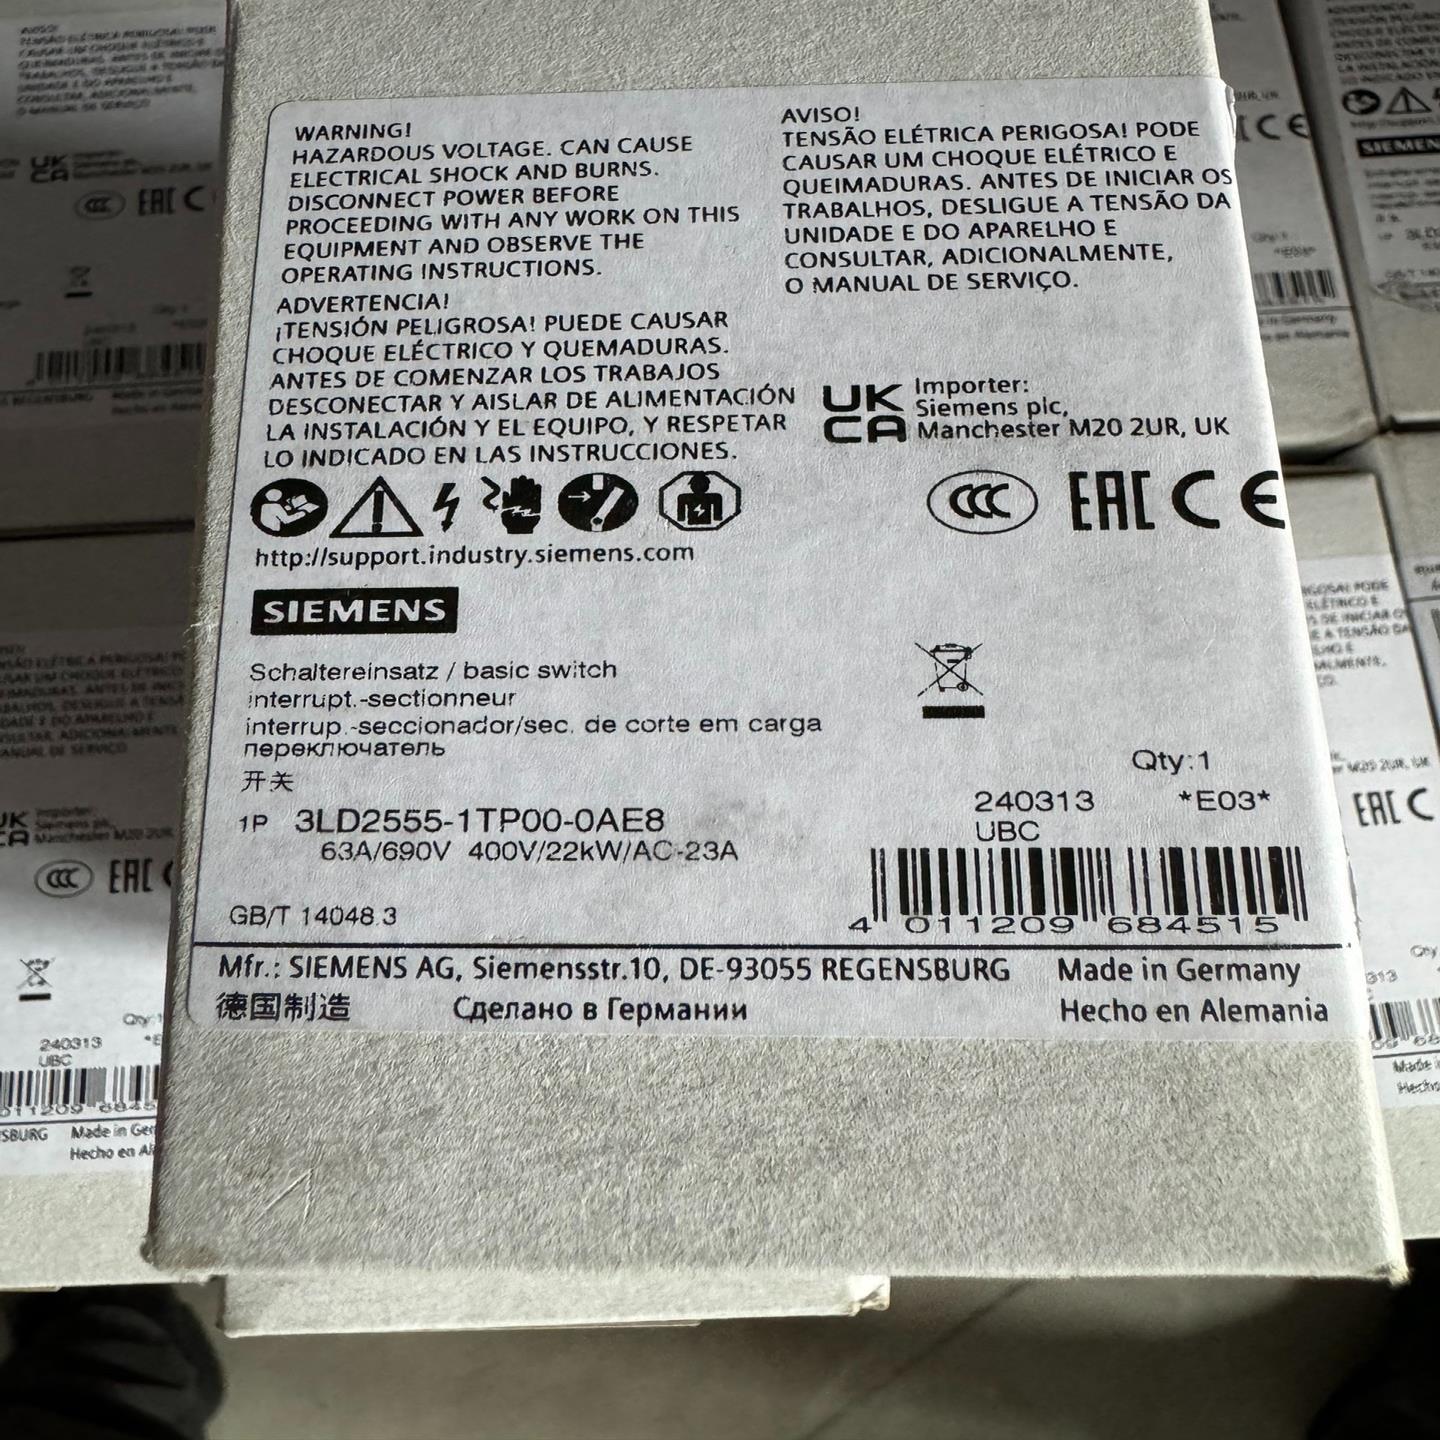 WARNING!
HAZARDOUS VOLTAGE. CAN CAUSE
ELECTRICAL SHOCK AND BURNS.
DISCONNECT POWER BEFORE
PROCEEDING WITH ANY WORK ON THIS
EQUIPMENT AND OBSERVE THE
OPERATING INSTRUCTIONS.
ADVERTENCIA!
¡TENSIÓN PELIGROSA! PUEDE CAUSAR
CHOQUE ELÉCTRICO Y QUEMADURAS.
ANTES DE COMENZAR LOS TRABAJOS
DESCONECTAR Y AISLAR DE ALIMENTACIÓN
LA INSTALACIÓN Y EL EQUIPO, Y RESPETAR
LO INDICADO EN LAS INSTRUCCIONES.
AVISO!
TENSÃO ELÉTRICA PERIGOSA! PODE
CAUSAR UM CHOQUE ELÉTRICO E
QUEIMADURAS. ANTES DE INICIAR OS
TRABALHOS, DESLIGUE A TENSÃO DA
UNIDADE E DO APARELHO E
CONSULTAR, ADICIONALMENTE,
O MANUAL DE SERVIÇO.
UK
CA
Importer:
Siemens plc,
Manchester M20 2UR, UK
CCC EAC CE
http://support.industry.siemens.com
SIEMENS
Schaltereinsatz / basic switch
interrupt.-sectionneur
interrup.-seccionador/sec. de corte em carga
переключатель
开关
Qty:1
1P 3LD2555-1TP00-0AE8
63A/690V 400V/22kW/AC-23A
240313 *E03*
UBC
GB/T 14048.3
4 011209 684515
Mfr.: SIEMENS AG, Siemensstr.10, DE-93055 REGENSBURG Made in Germany
德国制造 Сделано в Германии Hecho en Alemania
240313
UBC